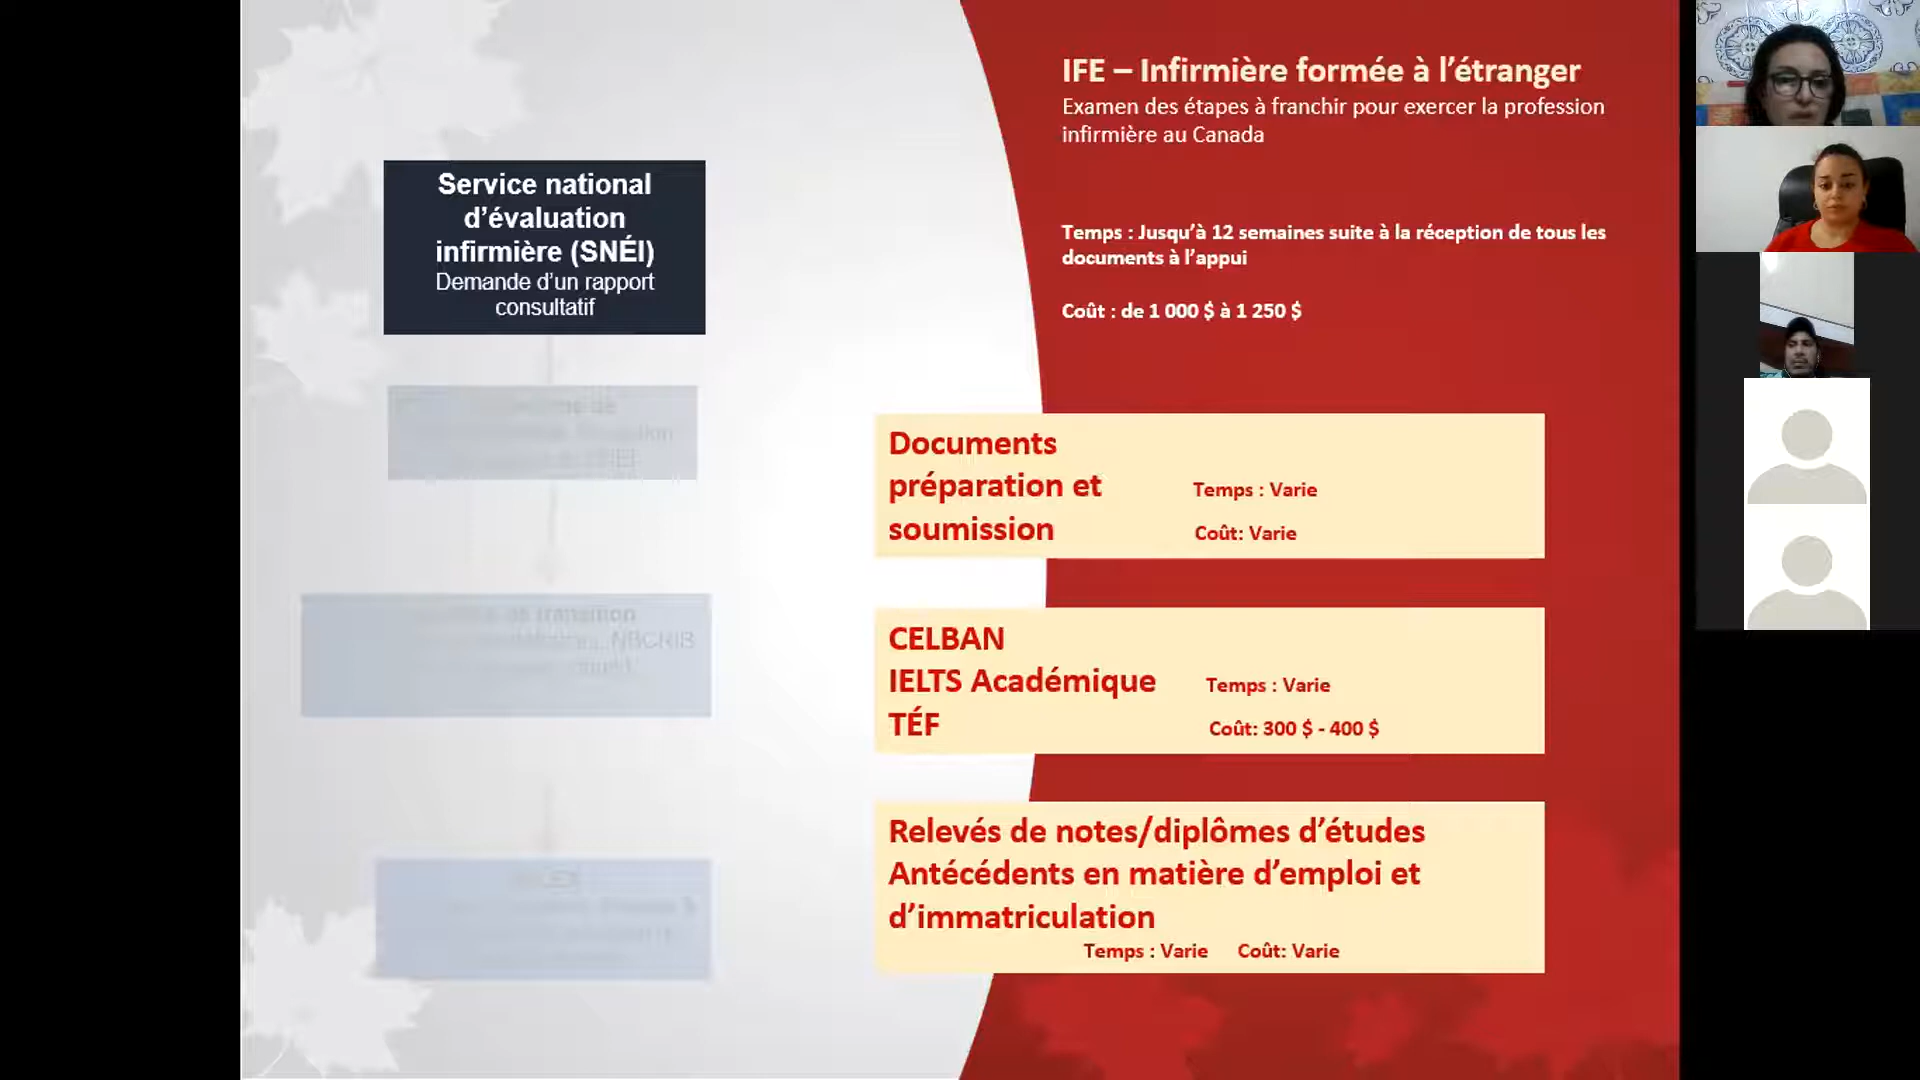 IFE – Infirmière formée à l’étranger
Examen des étapes à franchir pour exercer la profession
infirmière au Canada
Service national
d’évaluation
infirmière (SNÉI)
Demande d’un rapport
consultatif
Temps : Jusqu’à 12 semaines suite à la réception de tous les
documents à l’appui
Coût : de 1 000 $ à 1 250 $
Documents
préparation et
soumission
Temps : Varie
Coût: Varie
CELBAN
IELTS Académique
TÉF
Temps : Varie
Coût: 300 $ - 400 $
Relevés de notes/diplômes d’études
Antécédents en matière d’emploi et
d’immatriculation
Temps : Varie Coût: Varie
de
transition
NBCRIB